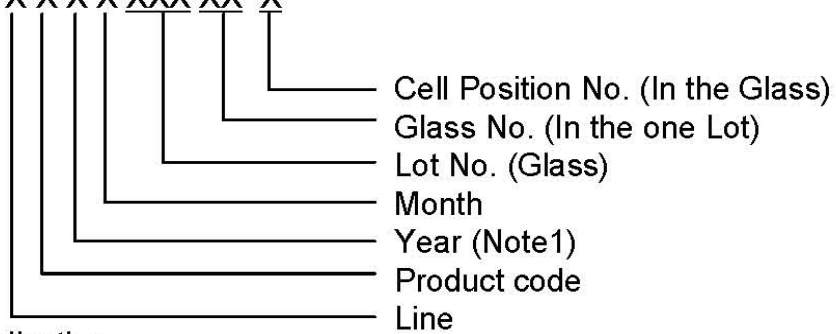 X X X X XXX XX X
Cell Position No. (In the Glass)
Glass No. (In the one Lot)
Lot No. (Glass)
Month
Year (Note1)
Product code
Line